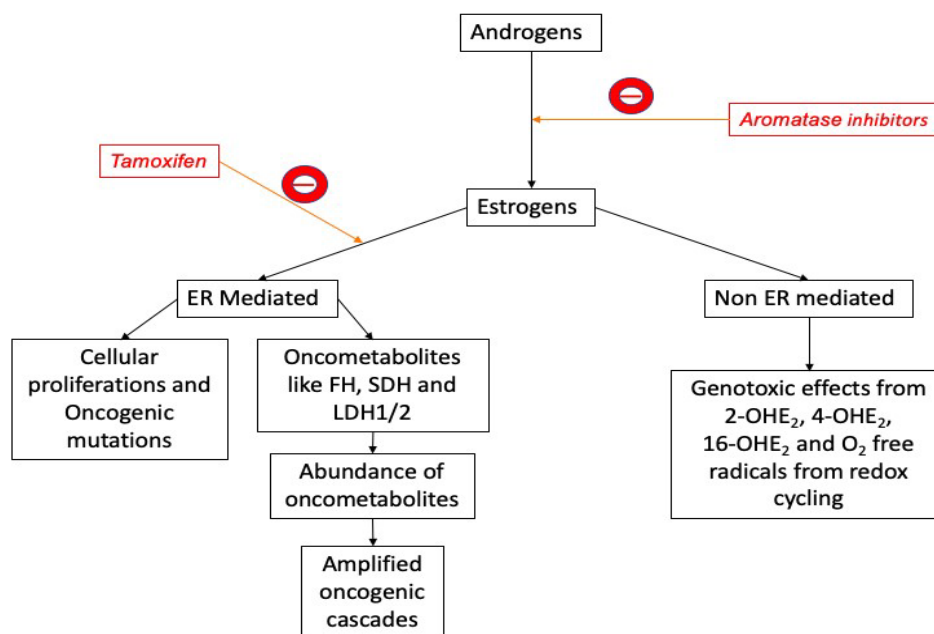 Androgens
Aromatase inhibitors
Tamoxifen
Estrogens
ER Mediated
Non ER mediated
Cellular
proliferations and
Oncogenic
mutations
Oncometabolites
like FH, SDH and
LDH1/2
Genotoxic effects from
2-OHE₂, 4-OHE₂,
16-OHE₂ and O₂ free
radicals from redox
cycling
Abundance of
oncometabolites
Amplified
oncogenic
cascades